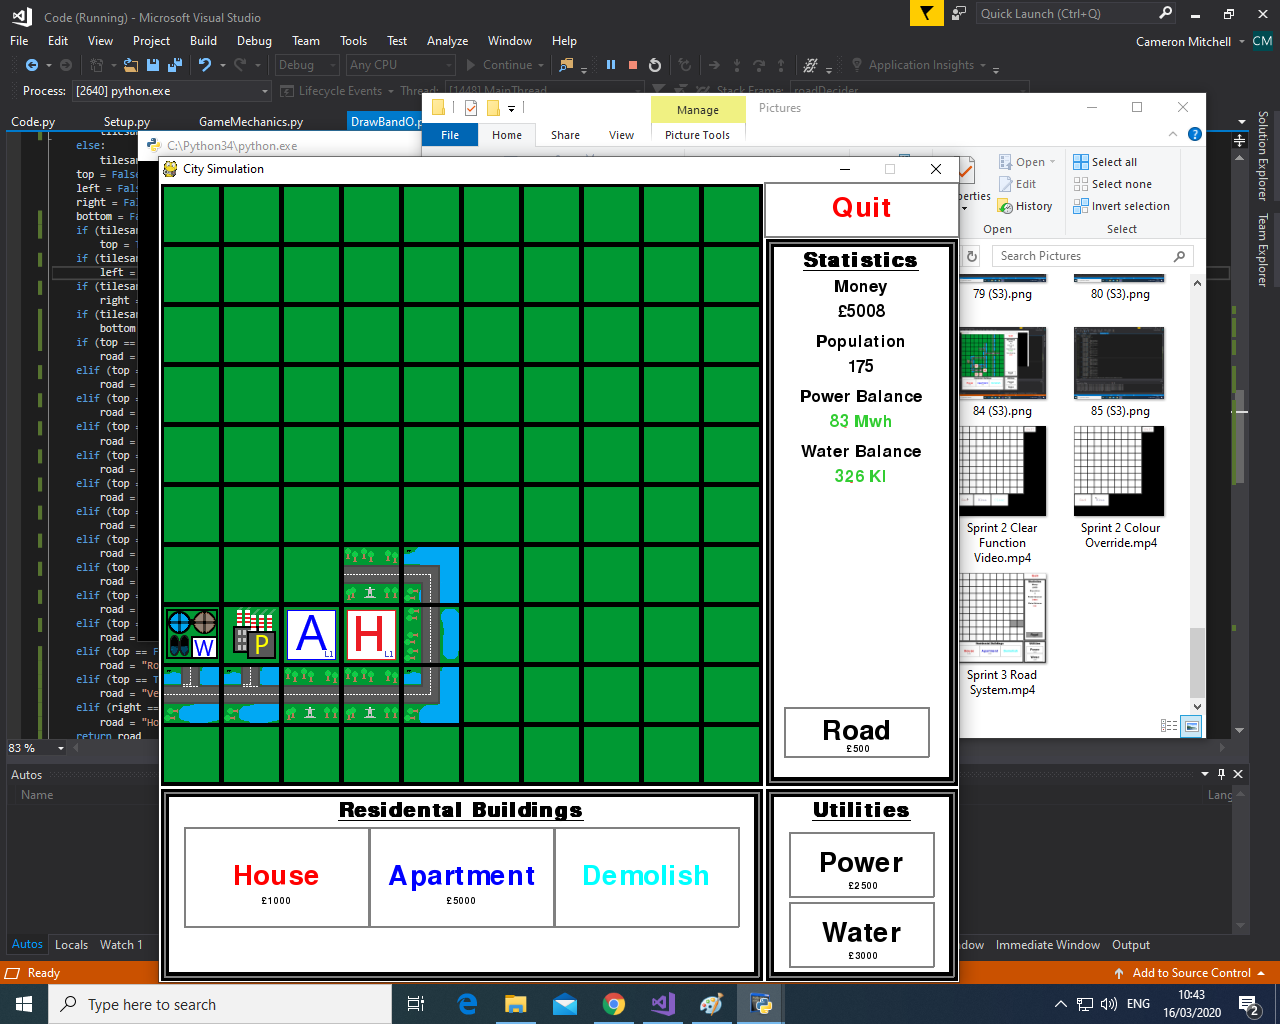 Code (Running) - Microsoft Visual Studio
Quick Launch (Ctrl+Q)
File Edit View Project Build Debug Team Tools Test Analyze Window Help
Cameron Mitchell CM
Debug Any CPU Continue Application Insights
Process: [2640] python.exe Lifecycle Events Thread: [1448] MainThread Stack Frame: roadDecider
Code.py Setup.py GameMechanics.py DrawBandO.p
Manage Pictures
File Home Share View Picture Tools
C:\Python34\python.exe
City Simulation
else:
top = False
left = Fals
right = Fal
bottom = Fa
if (tilesan
top = T
if (tilesan
left =
if (tilesan
right =
if (tilesan
bottom
if (top ==
road =
elif (top =
road =
elif (top =
road =
elif (top =
road =
elif (top =
road =
elif (top =
road =
elif (top =
road =
elif (top =
road =
elif (top =
road =
elif (top =
road =
elif (top =
road =
elif (top == F
road = "Ro
elif (top == T
road = "Ve
elif (right ==
road = "Ho
return road
83 %
Quit
Statistics
Money
£5008
Population
175
Power Balance
83 Mwh
Water Balance
326 Kl
Road
£500
W P A L1 H L1
Residental Buildings
House
£1000
Apartment
£5000
Demolish
Utilities
Power
£2500
Water
£3000
perties
Open
Edit
History
Open
Select all
Select none
Invert selection
Select
Search Pictures
79 (S3).png
80 (S3).png
84 (S3).png
85 (S3).png
Sprint 2 Clear Function Video.mp4
Sprint 2 Colour Override.mp4
Sprint 3 Road System.mp4
Solution Explorer
Team Explorer
Autos
Name
Lang
Autos Locals Watch 1
dow Immediate Window Output
Ready
Add to Source Control
Type here to search
ENG
10:43
16/03/2020
2